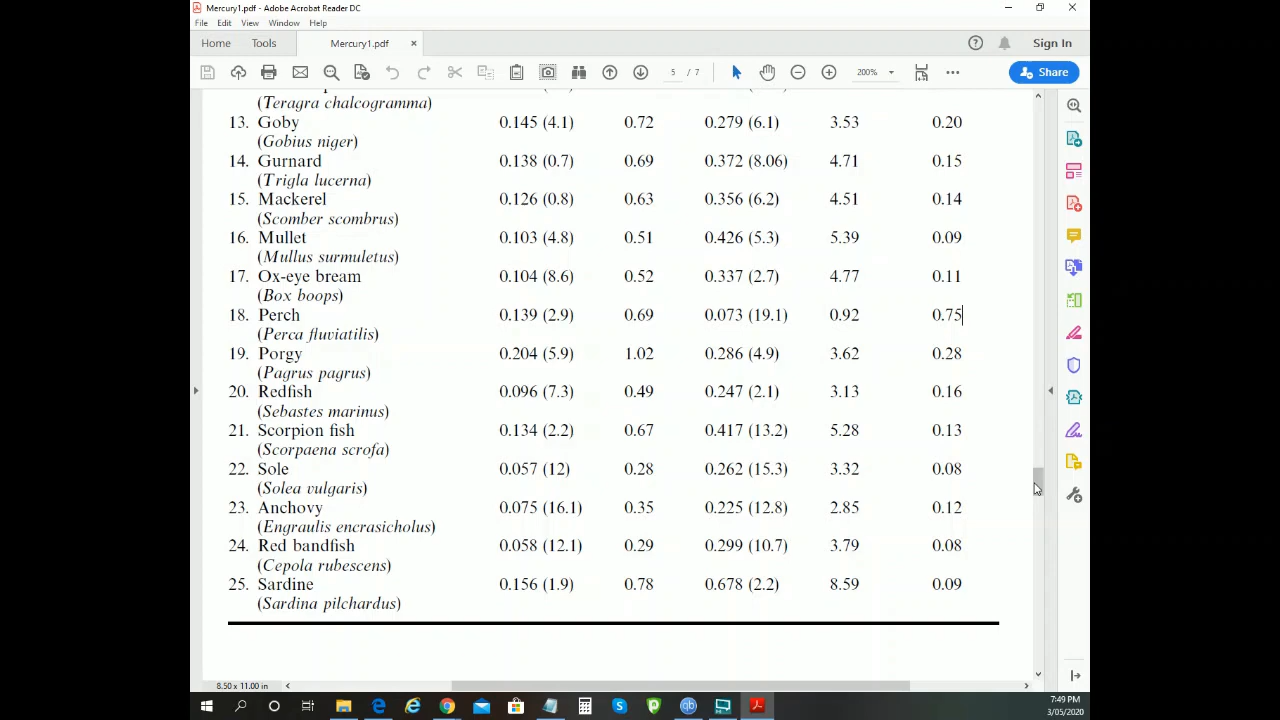 Mercury1.pdf - Adobe Acrobat Reader DC
File Edit View Window Help
Home Tools Mercury1.pdf × Sign In
5 / 7 200% Share
(Teragra chalcogramma)
13. Goby 0.145 (4.1) 0.72 0.279 (6.1) 3.53 0.20
(Gobius niger)
14. Gurnard 0.138 (0.7) 0.69 0.372 (8.06) 4.71 0.15
(Trigla lucerna)
15. Mackerel 0.126 (0.8) 0.63 0.356 (6.2) 4.51 0.14
(Scomber scombrus)
16. Mullet 0.103 (4.8) 0.51 0.426 (5.3) 5.39 0.09
(Mullus surmuletus)
17. Ox-eye bream 0.104 (8.6) 0.52 0.337 (2.7) 4.77 0.11
(Box boops)
18. Perch 0.139 (2.9) 0.69 0.073 (19.1) 0.92 0.75
(Perca fluviatilis)
19. Porgy 0.204 (5.9) 1.02 0.286 (4.9) 3.62 0.28
(Pagrus pagrus)
20. Redfish 0.096 (7.3) 0.49 0.247 (2.1) 3.13 0.16
(Sebastes marinus)
21. Scorpion fish 0.134 (2.2) 0.67 0.417 (13.2) 5.28 0.13
(Scorpaena scrofa)
22. Sole 0.057 (12) 0.28 0.262 (15.3) 3.32 0.08
(Solea vulgaris)
23. Anchovy 0.075 (16.1) 0.35 0.225 (12.8) 2.85 0.12
(Engraulis encrasicholus)
24. Red bandfish 0.058 (12.1) 0.29 0.299 (10.7) 3.79 0.08
(Cepola rubescens)
25. Sardine 0.156 (1.9) 0.78 0.678 (2.2) 8.59 0.09
(Sardina pilchardus)
8.50 x 11.00 in
7:49 PM
3/05/2020